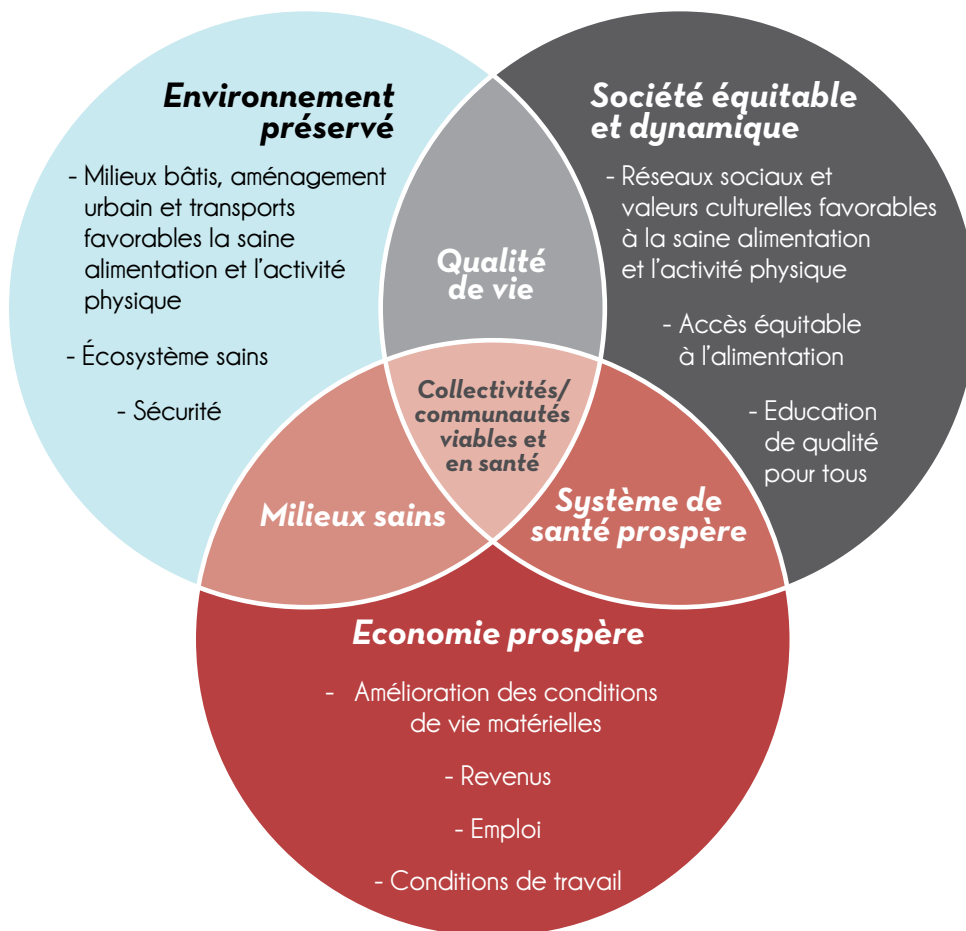 Environnement
préservé
- Milieux bâtis, aménagement
urbain et transports
favorables la saine
alimentation et l'activité
physique
- Écosystème sains
- Sécurité
Société équitable
et dynamique
- Réseaux sociaux et
valeurs culturelles favorables
à la saine alimentation
et l'activité physique
- Accès équitable
à l'alimentation
- Education
de qualité
pour tous
Qualité
de vie
Collectivités/
communautés
viables et
en santé
Milieux sains
Système de
santé prospère
Economie prospère
- Amélioration des conditions
de vie matérielles
- Revenus
- Emploi
- Conditions de travail